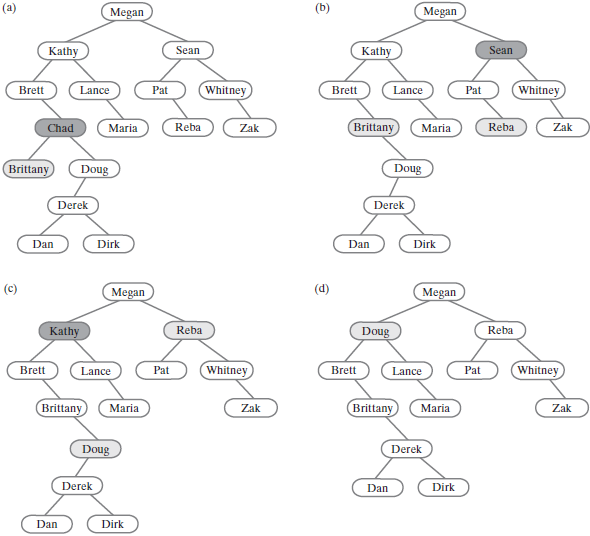 (a)
Megan
Kathy Sean
Brett Lance Pat Whitney
Chad Maria Reba Zak
Brittany Doug
Derek
Dan Dirk
(b)
Megan
Kathy Sean
Brett Lance Pat Whitney
Brittany Maria Reba Zak
Doug
Derek
Dan Dirk
(c)
Megan
Kathy Reba
Brett Lance Pat Whitney
Brittany Maria Zak
Doug
Derek
Dan Dirk
(d)
Megan
Doug Reba
Brett Lance Pat Whitney
Brittany Maria Zak
Derek
Dan Dirk